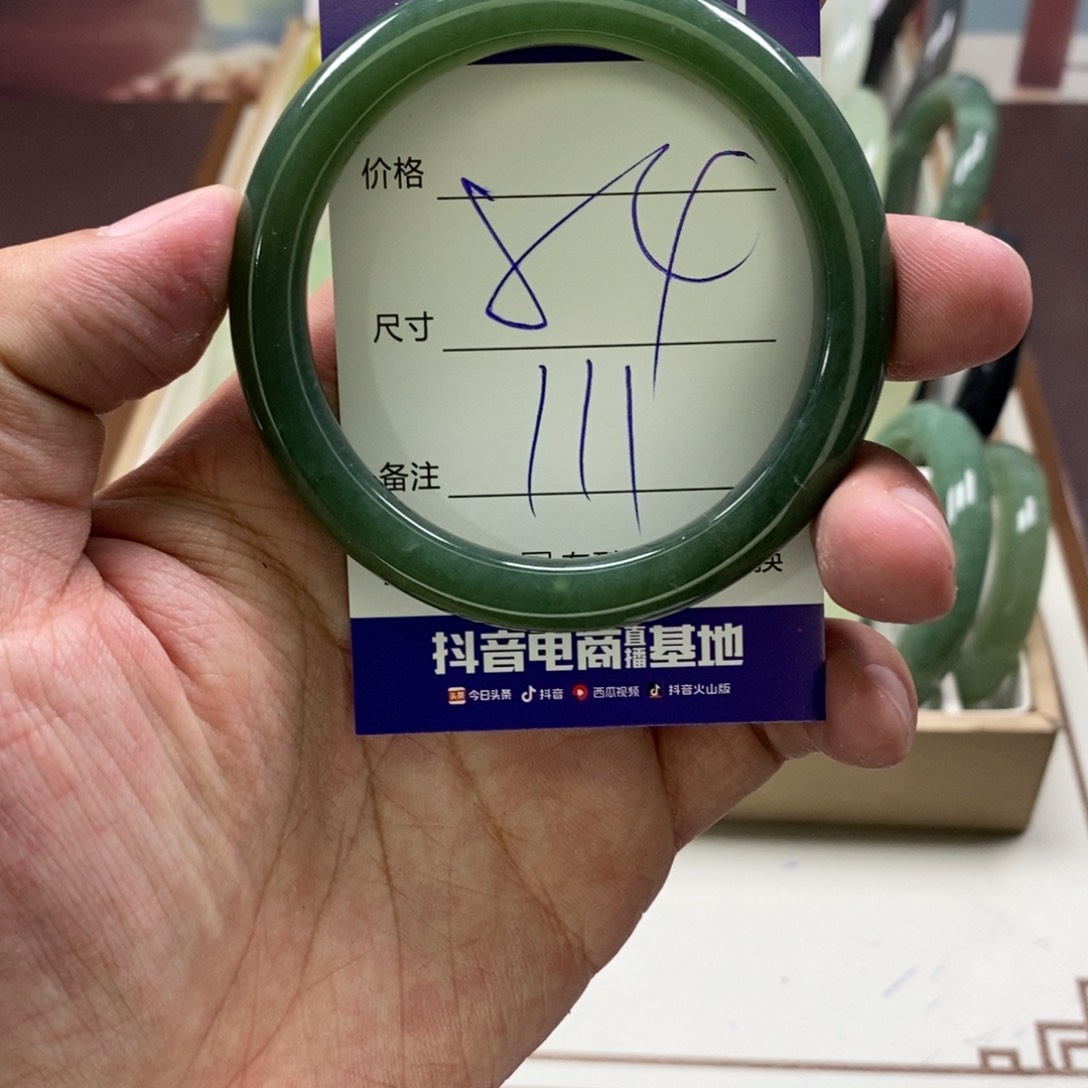 价格
84
尺寸
111
备注
抖音电商直播基地
今日头条 抖音 西瓜视频 抖音火山版